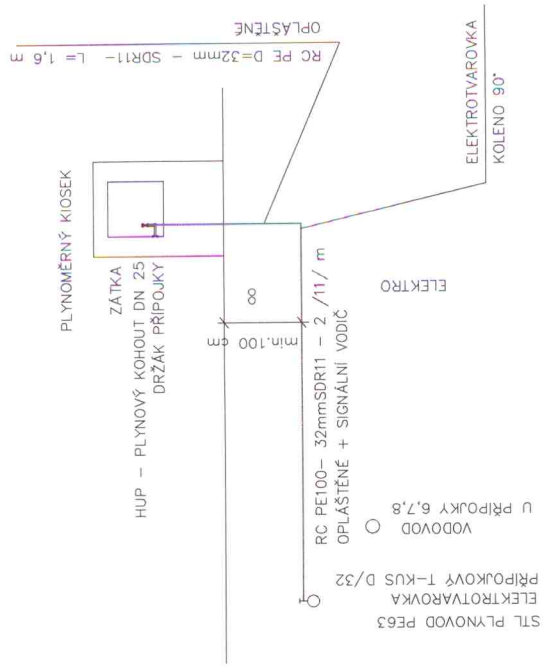 OPLÁŠTĚNÉ
RC PE D=32mm – SDR11– L= 1,6 m
PLYNOMĚRNÝ KIOSEK
ZÁTKA
HUP – PLYNOVÝ KOHOUT DN 25
DRŽÁK PŘÍPOJKY
ELEKTROTVAROVKA
KOLENO 90°
ELEKTRO
min.100 cm
RC PE100– 32mmSDR11 – 2 /11/ m
OPLÁŠTĚNÉ + SIGNÁLNÍ VODIČ
VODOVOD
U PŘÍPOJKY 6,7,8
STL PLYNOVOD PE63
ELEKTROTVAROVKA
PŘÍPOJKOVÝ T–KUS D/32